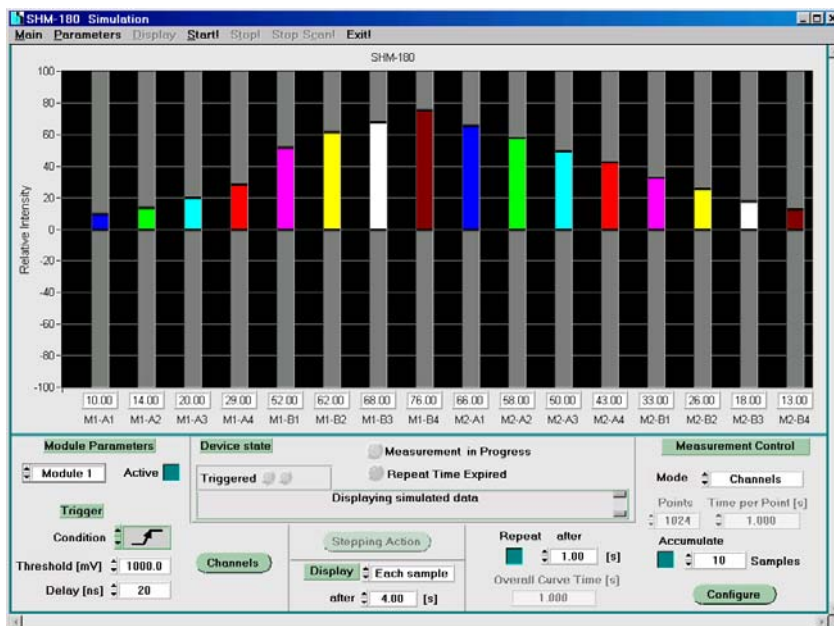 SHM-180 Simulation
Main Parameters Display Start! Stop! Stop Scan! Exit!
SHM-180
100
80
60
40
20
0
-20
-40
-60
-80
-100
Relative Intensity
10.00 14.00 20.00 29.00 52.00 62.00 68.00 76.00 66.00 58.00 50.00 43.00 33.00 26.00 18.00 13.00
M1-A1 M1-A2 M1-A3 M1-A4 M1-B1 M1-B2 M1-B3 M1-B4 M2-A1 M2-A2 M2-A3 M2-A4 M2-B1 M2-B2 M2-B3 M2-B4
Module Parameters
Module 1 Active
Trigger
Condition
Threshold [mV] 1000.0
Delay [ns] 20
Channels
Device state
Measurement in Progress
Triggered
Repeat Time Expired
Displaying simulated data
Stepping Action
Display Each sample
after 4.00 [s]
Repeat after
1.00 [s]
Overall Curve Time [s]
1.000
Measurement Control
Mode Channels
Points Time per Point [s]
1024 1.000
Accumulate
10 Samples
Configure